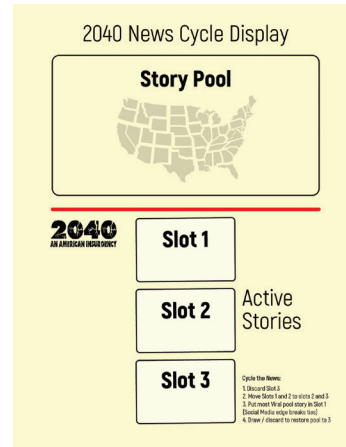 2040 News Cycle Display
Story Pool
2040
AN AMERICAN INSURGENCY
Slot 1
Slot 2
Active
Stories
Slot 3
Cycle the News:
1. Discard Slot 3
2. Move Slots 1 and 2 to slots 2 and 3
3. Put most Viral pool story in Slot 1
(Social Media edge breaks ties)
4. Draw / discard to restore pool to 3